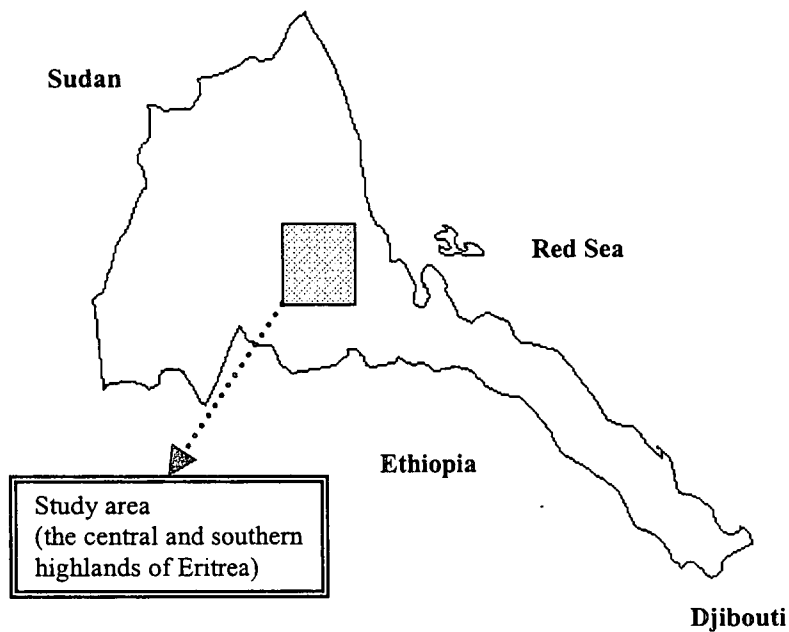 Sudan
Red Sea
Ethiopia
Study area
(the central and southern
highlands of Eritrea)
Djibouti